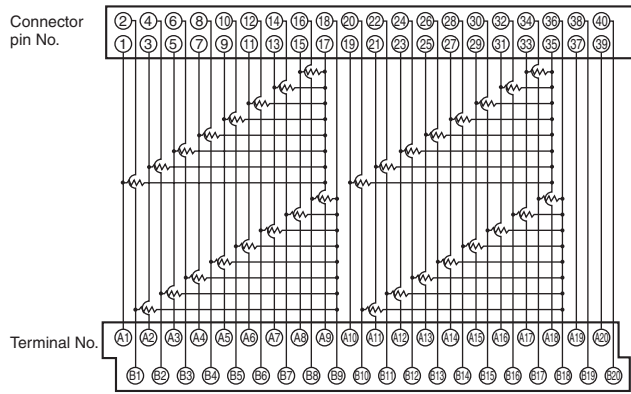 Connector
pin No.
2 4 6 8 10 12 14 16 18 20 22 24 26 28 30 32 34 36 38 40
1 3 5 7 9 11 13 15 17 19 21 23 25 27 29 31 33 35 37 39
Terminal No.
A1 A2 A3 A4 A5 A6 A7 A8 A9 A10 A11 A12 A13 A14 A15 A16 A17 A18 A19 A20
B1 B2 B3 B4 B5 B6 B7 B8 B9 B10 B11 B12 B13 B14 B15 B16 B17 B18 B19 B20